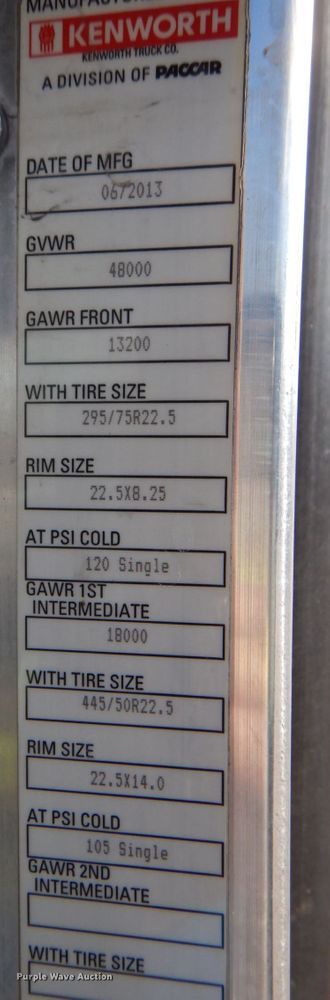 MANUFACTURED
KENWORTH
KENWORTH TRUCK CO.
A DIVISION OF PACCAR
DATE OF MFG
06/2013
GVWR
48000
GAWR FRONT
13200
WITH TIRE SIZE
295/75R22.5
RIM SIZE
22.5X8.25
AT PSI COLD
120 Single
GAWR 1ST
INTERMEDIATE
18000
WITH TIRE SIZE
445/50R22.5
RIM SIZE
22.5X14.0
AT PSI COLD
105 Single
GAWR 2ND
INTERMEDIATE
WITH TIRE SIZE
Purple Wave Auction